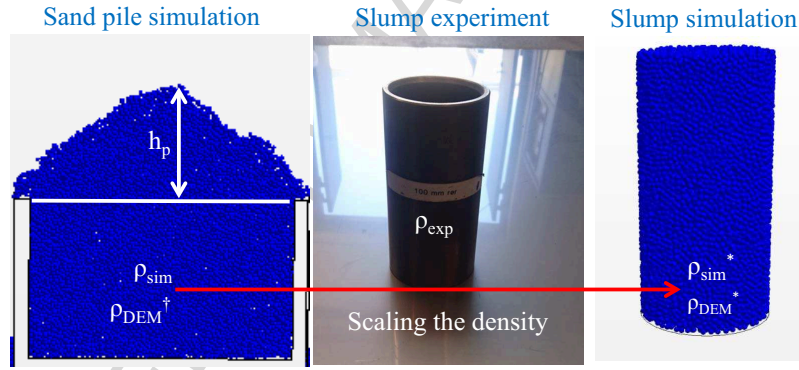 Sand pile simulation
Slump experiment
Slump simulation
hp
100 mm
ρexp
ρsim
ρDEM†
ρsim*
ρDEM*
Scaling the density